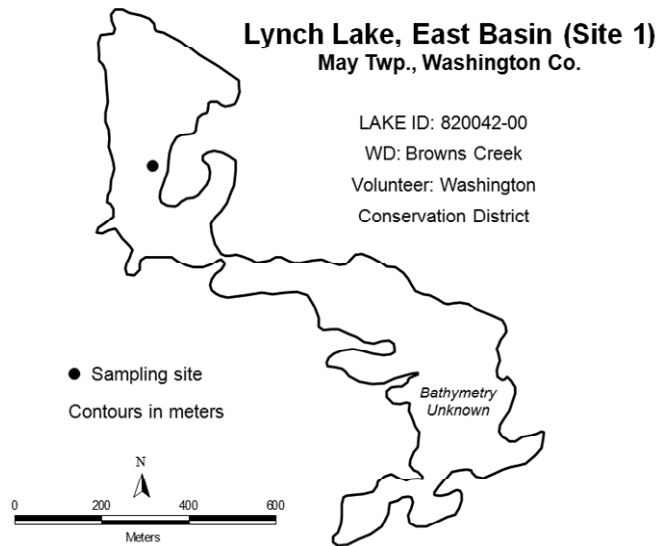 Lynch Lake, East Basin (Site 1)
May Twp., Washington Co.
LAKE ID: 820042-00
WD: Browns Creek
Volunteer: Washington
Conservation District
Sampling site
Contours in meters
Bathymetry
Unknown
N
0 200 400 600
Meters